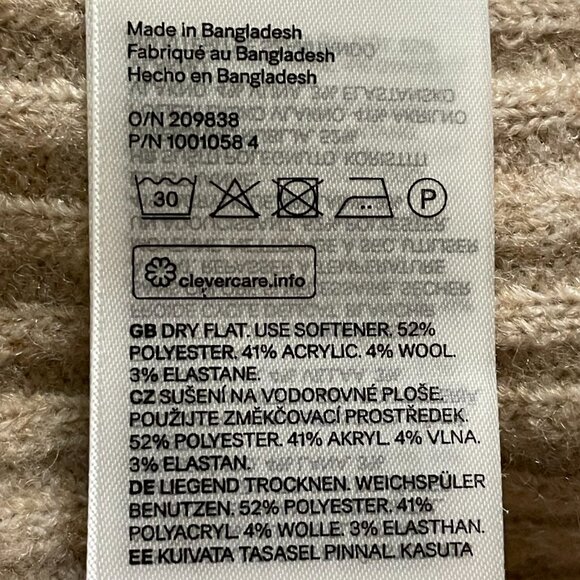 Made in Bangladesh
Fabriqué au Bangladesh
Hecho en Bangladesh
O/N 209838
P/N 1001058 4
30
P
clevercare.info
GB DRY FLAT. USE SOFTENER. 52%
POLYESTER. 41% ACRYLIC. 4% WOOL.
3% ELASTANE.
CZ SUŠENÍ NA VODOROVNÉ PLOŠE.
POUŽIJTE ZMĚKČOVACÍ PROSTŘEDEK.
52% POLYESTER. 41% AKRYL. 4% VLNA.
3% ELASTAN.
DE LIEGEND TROCKNEN. WEICHSPÜLER
BENUTZEN. 52% POLYESTER. 41%
POLYACRYL. 4% WOLLE. 3% ELASTHAN.
EE KUIVATA TASASEL PINNAL. KASUTA